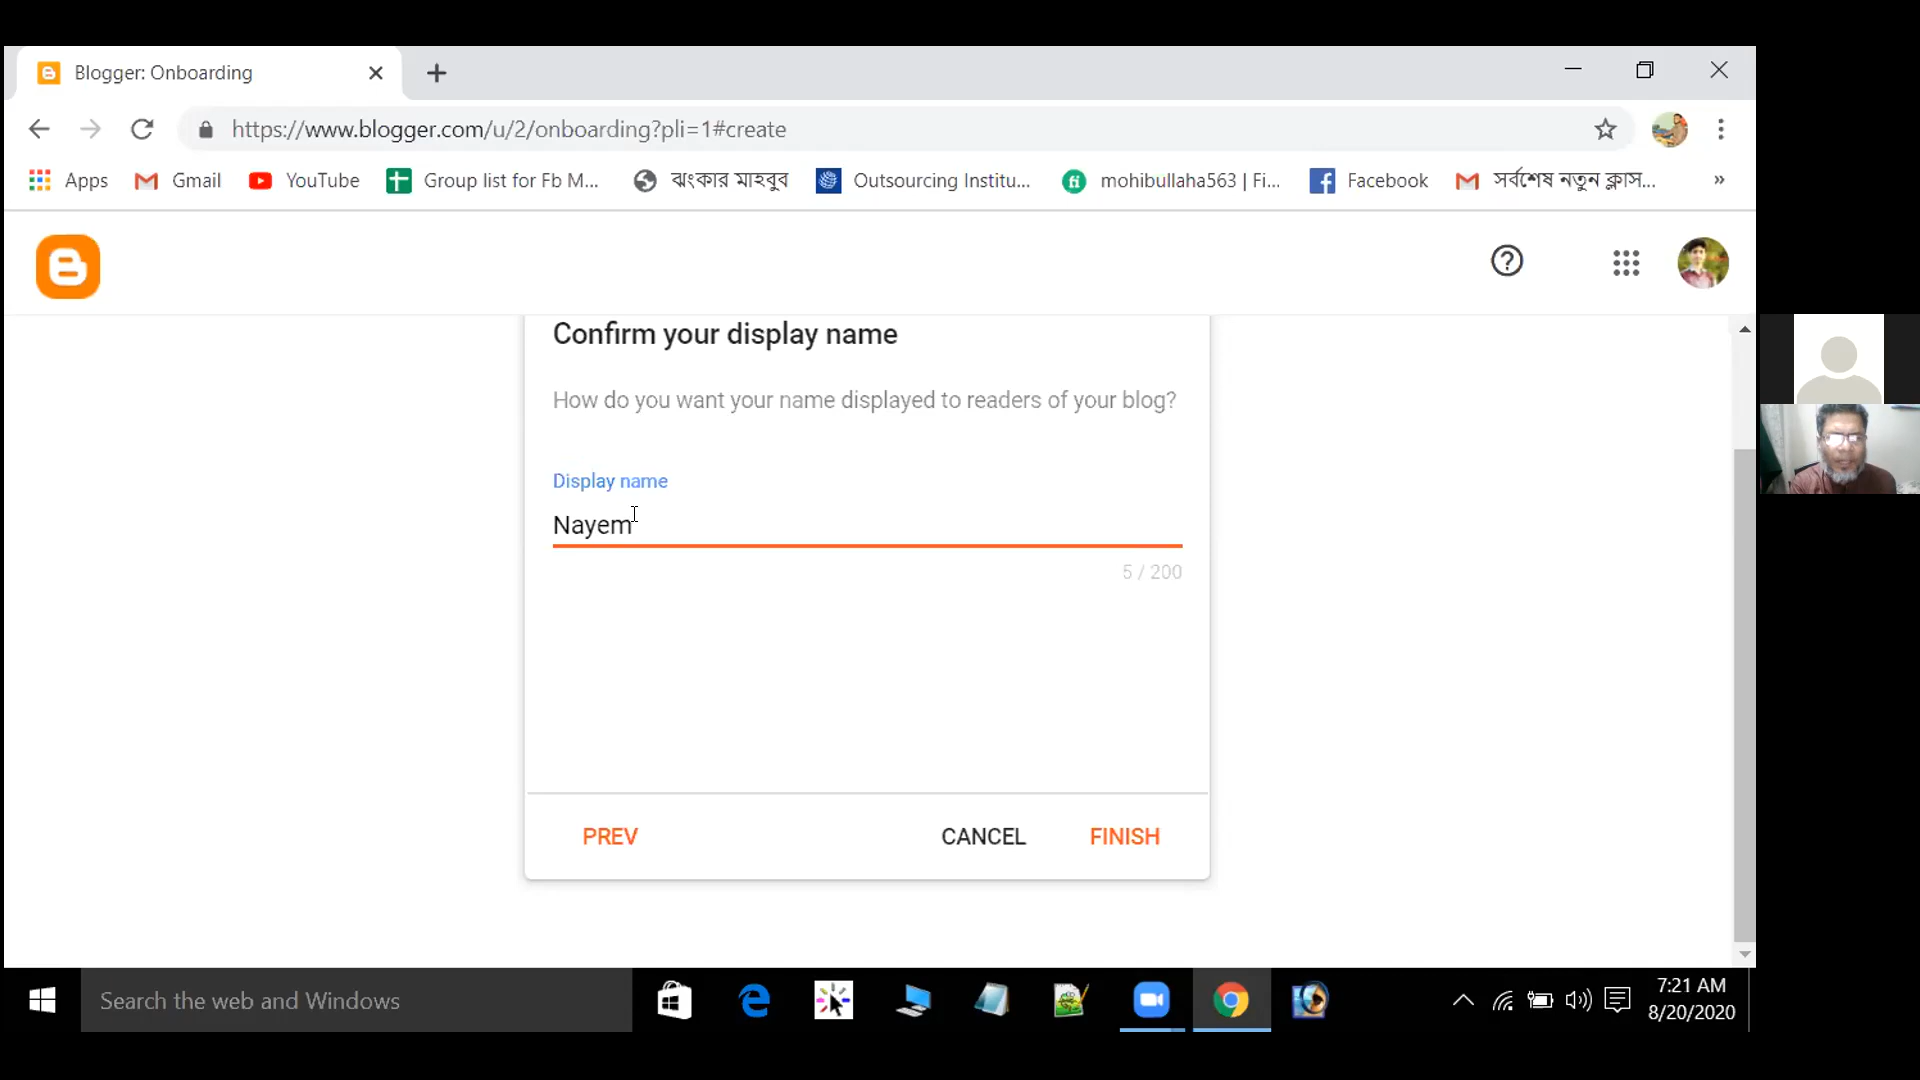 Blogger: Onboarding
https://www.blogger.com/u/2/onboarding?pli=1#create
Apps Gmail YouTube Group list for Fb M... ঝংকার মাহবুব Outsourcing Institu... mohibullaha563 | Fi... Facebook সর্বশেষ নতুন ক্লাস... »
Confirm your display name
How do you want your name displayed to readers of your blog?
Display name
Nayem
5 / 200
PREV CANCEL FINISH
Search the web and Windows
7:21 AM
8/20/2020